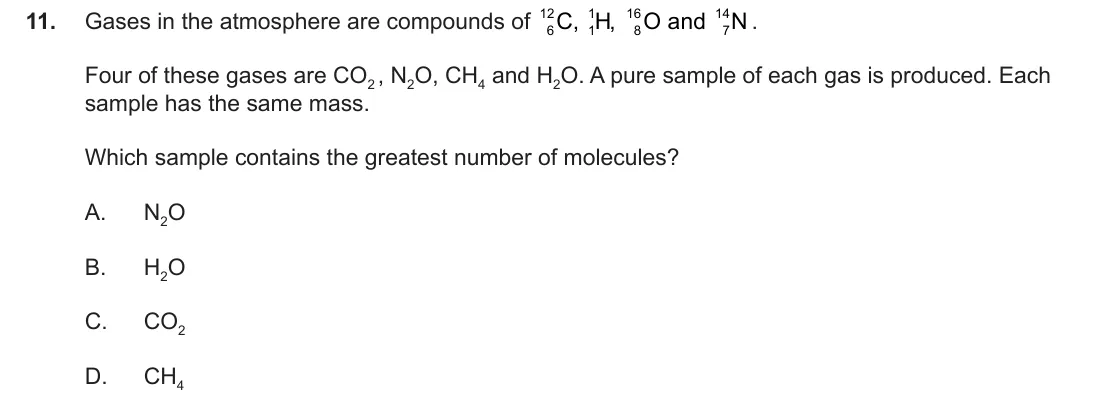 11. Gases in the atmosphere are compounds of ¹²₆C, ¹₁H, ¹⁶₈O and ¹⁴₇N.
Four of these gases are CO₂, N₂O, CH₄ and H₂O. A pure sample of each gas is produced. Each
sample has the same mass.
Which sample contains the greatest number of molecules?
A. N₂O
B. H₂O
C. CO₂
D. CH₄